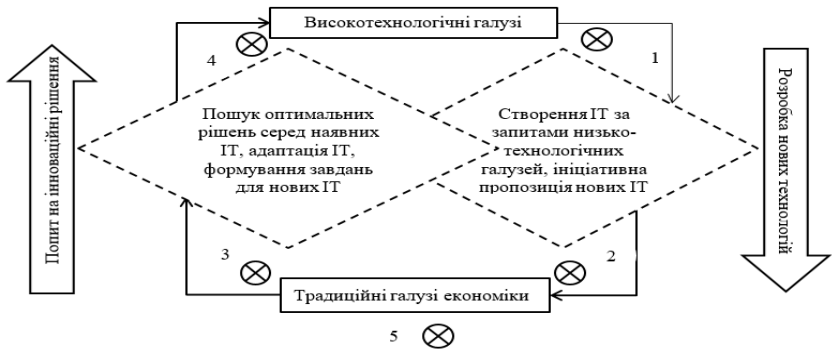 Високотехнологічні галузі
4
1
Попит на інноваційні рішення
Пошук оптимальних
рішень серед наявних
ІТ, адаптація ІТ,
формування завдань
для нових ІТ
Створення ІТ за
запитами низько-
технологічних
галузей, ініціативна
пропозиція нових ІТ
Розробка нових технологій
3
2
Традиційні галузі економіки
5